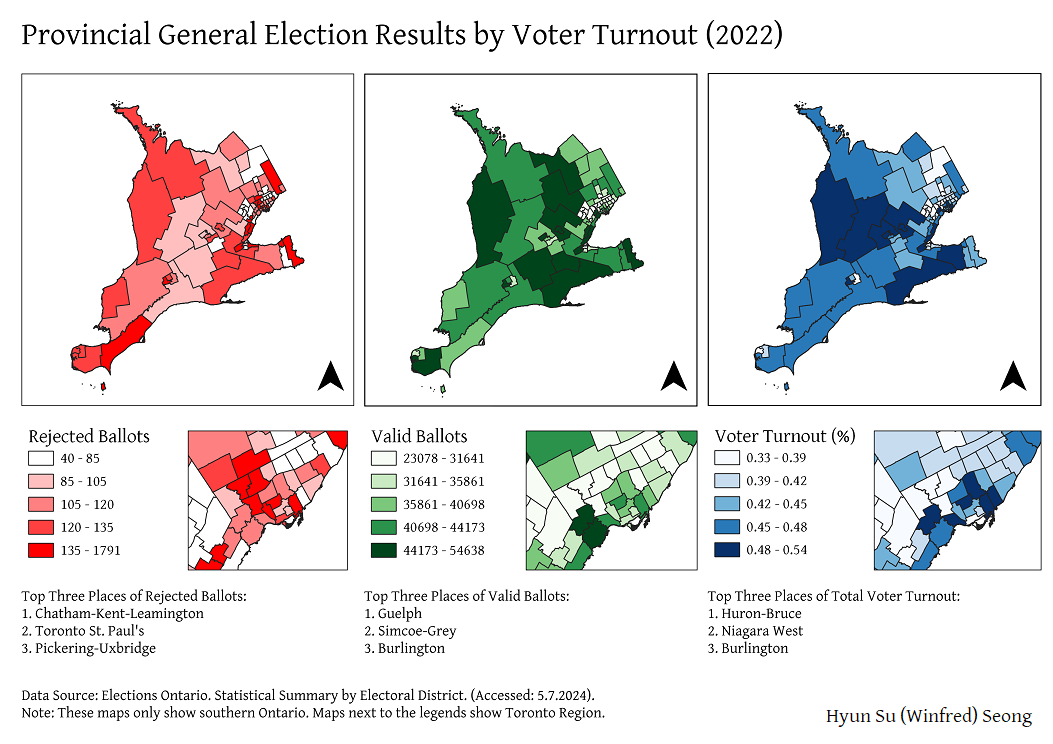 Provincial General Election Results by Voter Turnout (2022)
Rejected Ballots
40 - 85
85 - 105
105 - 120
120 - 135
135 - 1791
Valid Ballots
23078 - 31641
31641 - 35861
35861 - 40698
40698 - 44173
44173 - 54638
Voter Turnout (%)
0.33 - 0.39
0.39 - 0.42
0.42 - 0.45
0.45 - 0.48
0.48 - 0.54
Top Three Places of Rejected Ballots:
1. Chatham-Kent-Leamington
2. Toronto St. Paul's
3. Pickering-Uxbridge
Top Three Places of Valid Ballots:
1. Guelph
2. Simcoe-Grey
3. Burlington
Top Three Places of Total Voter Turnout:
1. Huron-Bruce
2. Niagara West
3. Burlington
Data Source: Elections Ontario. Statistical Summary by Electoral District. (Accessed: 5.7.2024).
Note: These maps only show southern Ontario. Maps next to the legends show Toronto Region.
Hyun Su (Winfred) Seong